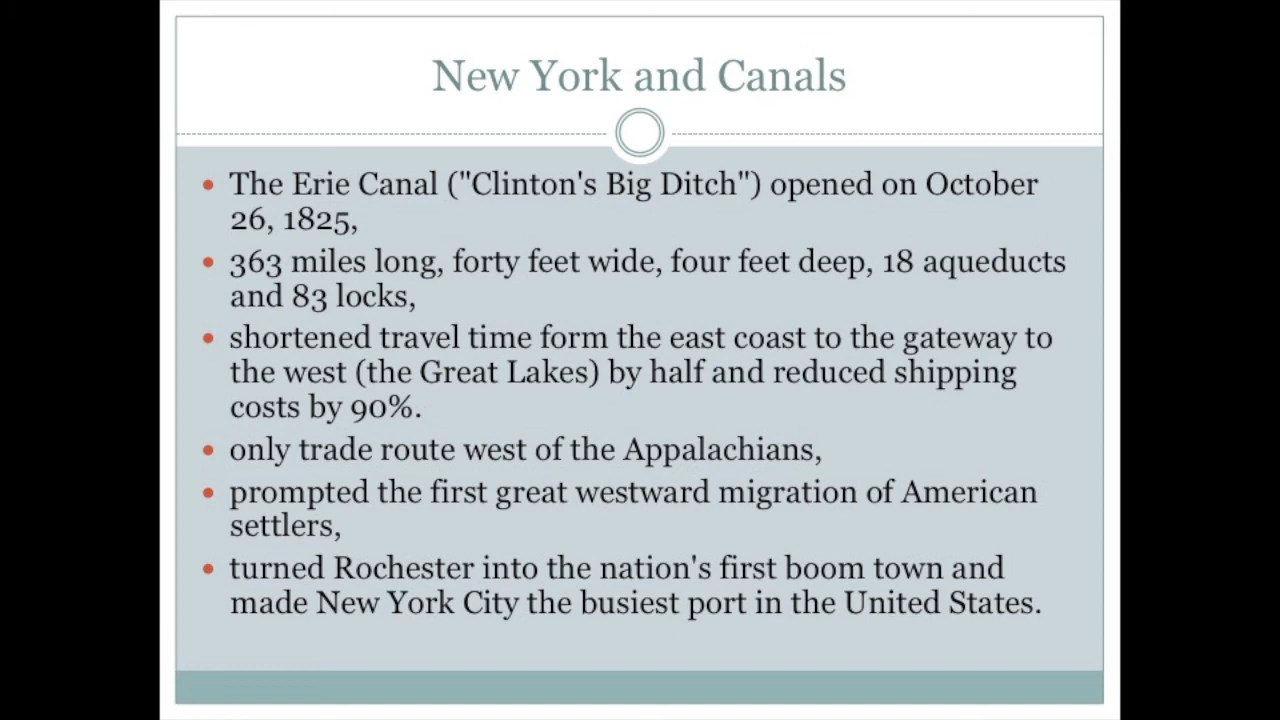 New York and Canals
• The Erie Canal ("Clinton's Big Ditch") opened on October
26, 1825,
• 363 miles long, forty feet wide, four feet deep, 18 aqueducts
and 83 locks,
• shortened travel time form the east coast to the gateway to
the west (the Great Lakes) by half and reduced shipping
costs by 90%.
• only trade route west of the Appalachians,
• prompted the first great westward migration of American
settlers,
• turned Rochester into the nation's first boom town and
made New York City the busiest port in the United States.